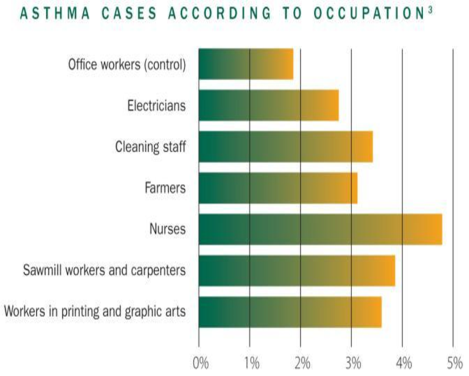 ASTHMA CASES ACCORDING TO OCCUPATION³
Office workers (control)
Electricians
Cleaning staff
Farmers
Nurses
Sawmill workers and carpenters
Workers in printing and graphic arts
0% 1% 2% 3% 4% 5%